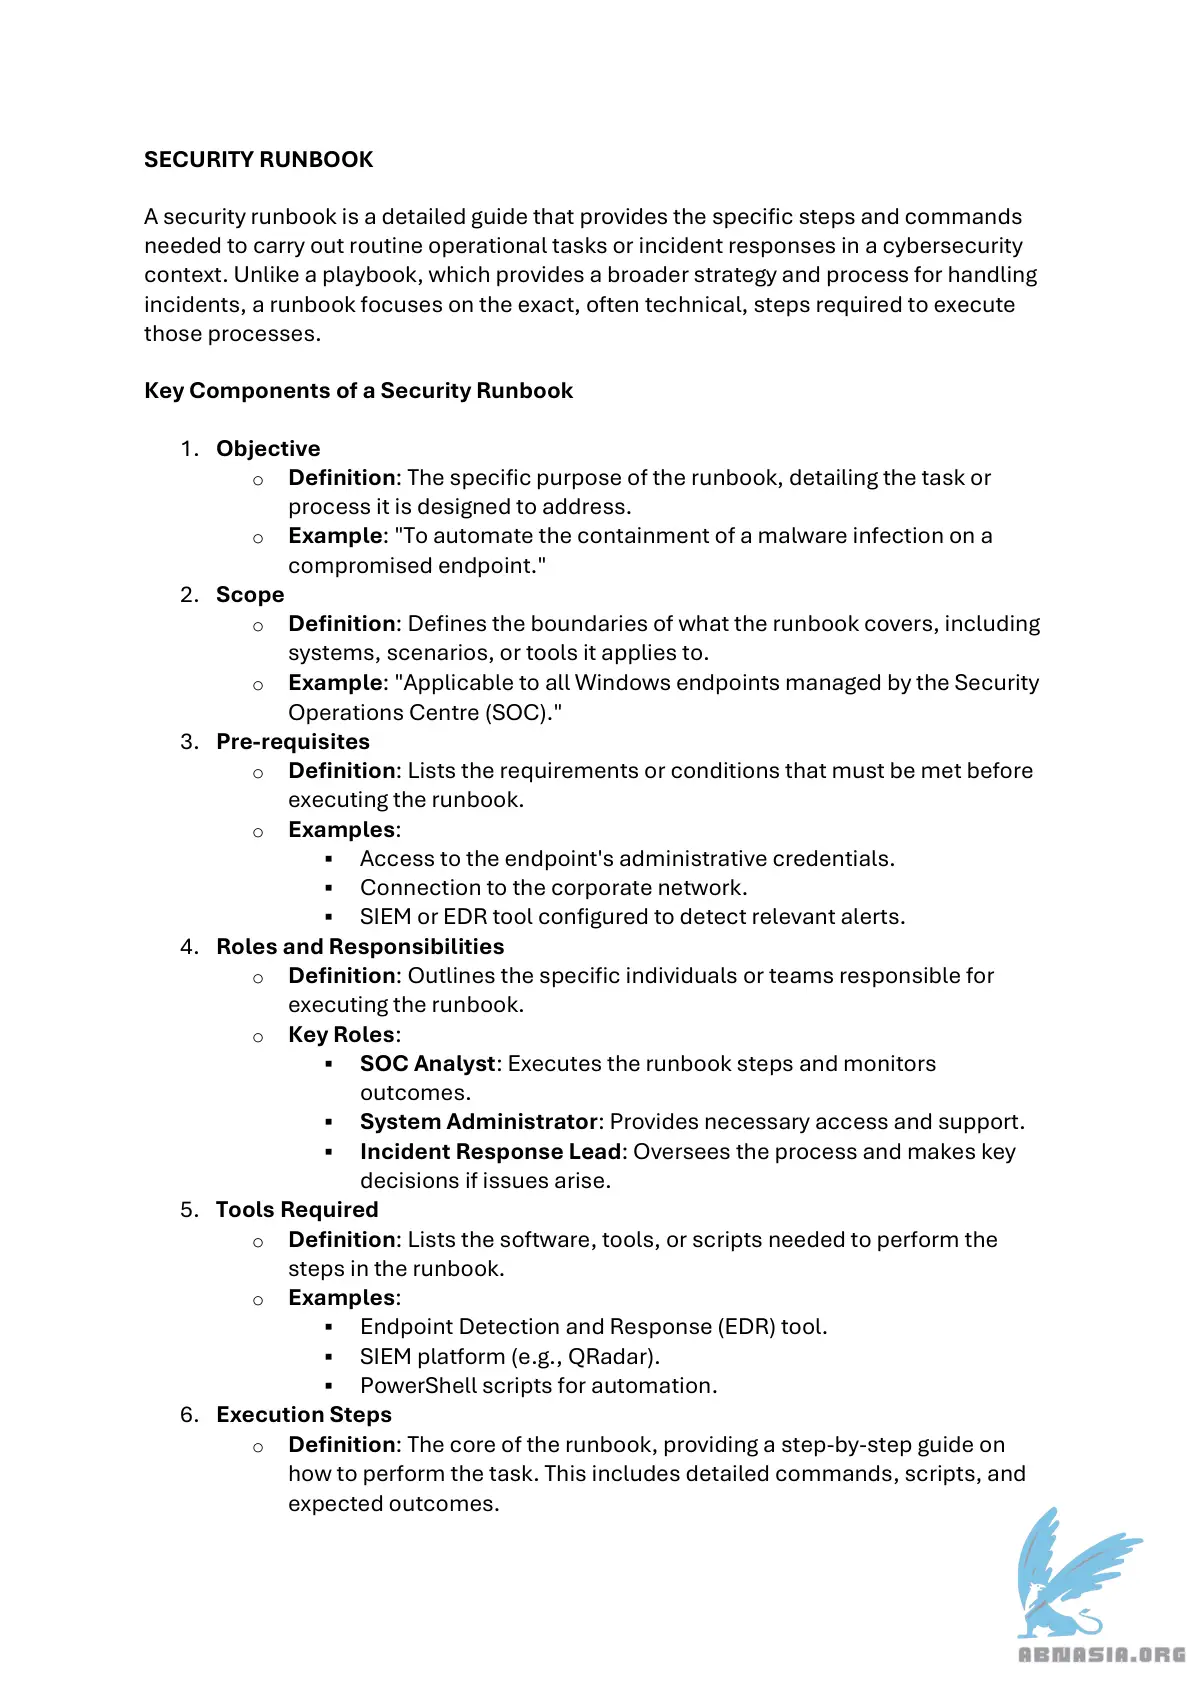 SECURITY RUNBOOK
A security runbook is a detailed guide that provides the specific steps and commands
needed to carry out routine operational tasks or incident responses in a cybersecurity
context. Unlike a playbook, which provides a broader strategy and process for handling
incidents, a runbook focuses on the exact, often technical, steps required to execute
those processes.
Key Components of a Security Runbook
1. Objective
o Definition: The specific purpose of the runbook, detailing the task or
process it is designed to address.
o Example: "To automate the containment of a malware infection on a
compromised endpoint."
2. Scope
o Definition: Defines the boundaries of what the runbook covers, including
systems, scenarios, or tools it applies to.
o Example: "Applicable to all Windows endpoints managed by the Security
Operations Centre (SOC)."
3. Pre-requisites
o Definition: Lists the requirements or conditions that must be met before
executing the runbook.
o Examples:
▪ Access to the endpoint's administrative credentials.
▪ Connection to the corporate network.
▪ SIEM or EDR tool configured to detect relevant alerts.
4. Roles and Responsibilities
o Definition: Outlines the specific individuals or teams responsible for
executing the runbook.
o Key Roles:
▪ SOC Analyst: Executes the runbook steps and monitors
outcomes.
▪ System Administrator: Provides necessary access and support.
▪ Incident Response Lead: Oversees the process and makes key
decisions if issues arise.
5. Tools Required
o Definition: Lists the software, tools, or scripts needed to perform the
steps in the runbook.
o Examples:
▪ Endpoint Detection and Response (EDR) tool.
▪ SIEM platform (e.g., QRadar).
▪ PowerShell scripts for automation.
6. Execution Steps
o Definition: The core of the runbook, providing a step-by-step guide on
how to perform the task. This includes detailed commands, scripts, and
expected outcomes.
ABNASIA.ORG